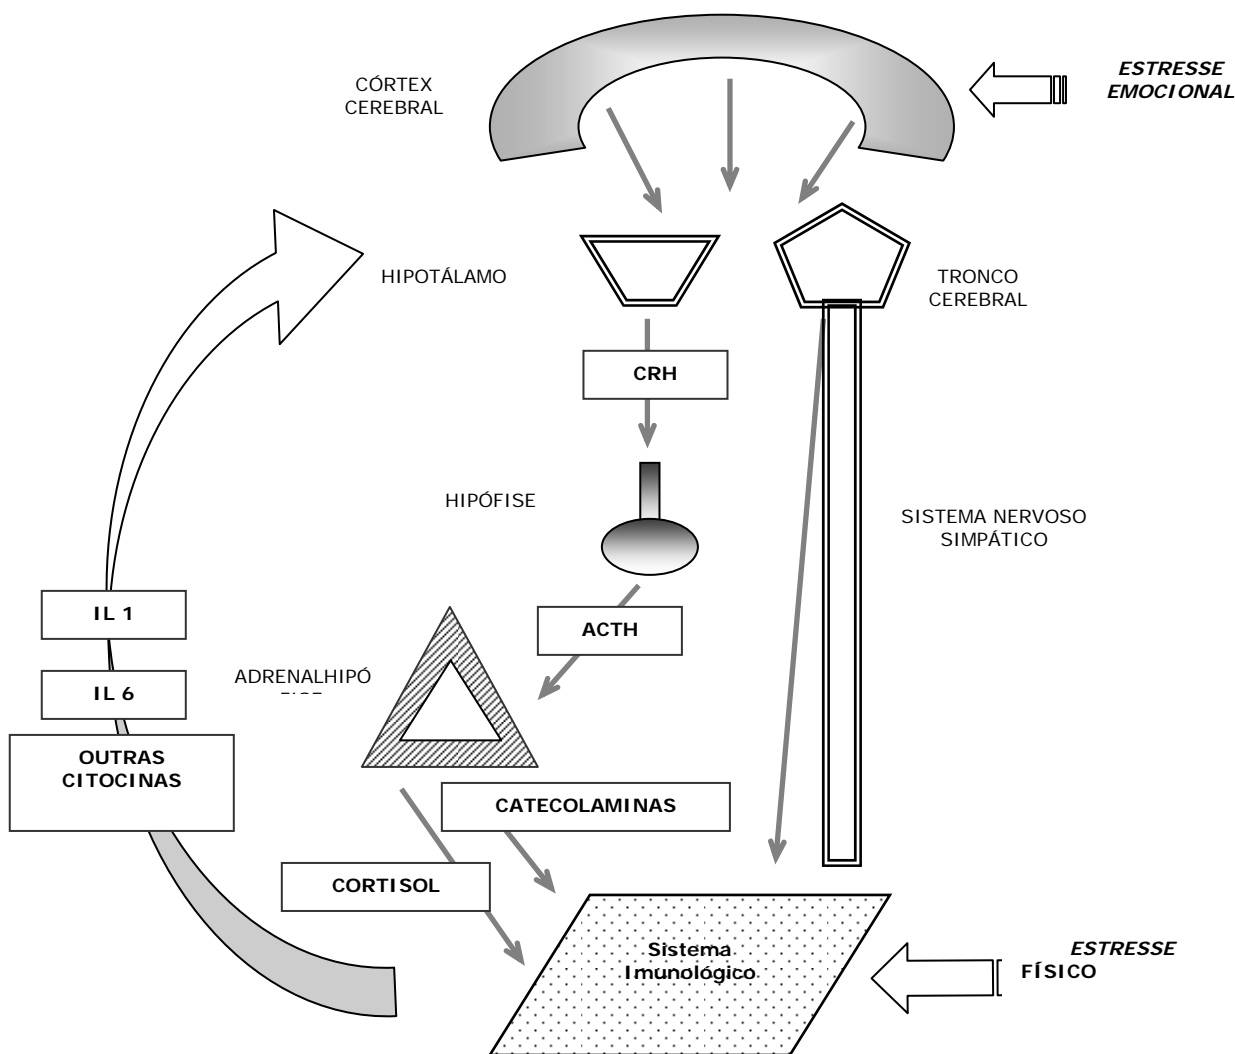 ESTRESSE
EMOCIONAL
CÓRTEX
CEREBRAL
HIPOTÁLAMO
TRONCO
CEREBRAL
CRH
HIPÓFISE
SISTEMA NERVOSO
SIMPÁTICO
IL 1
ACTH
IL 6
ADRENALHIPÓ
OUTRAS
CITOCINAS
CATECOLAMINAS
CORTISOL
Sistema
Imunológico
ESTRESSE
FÍSICO